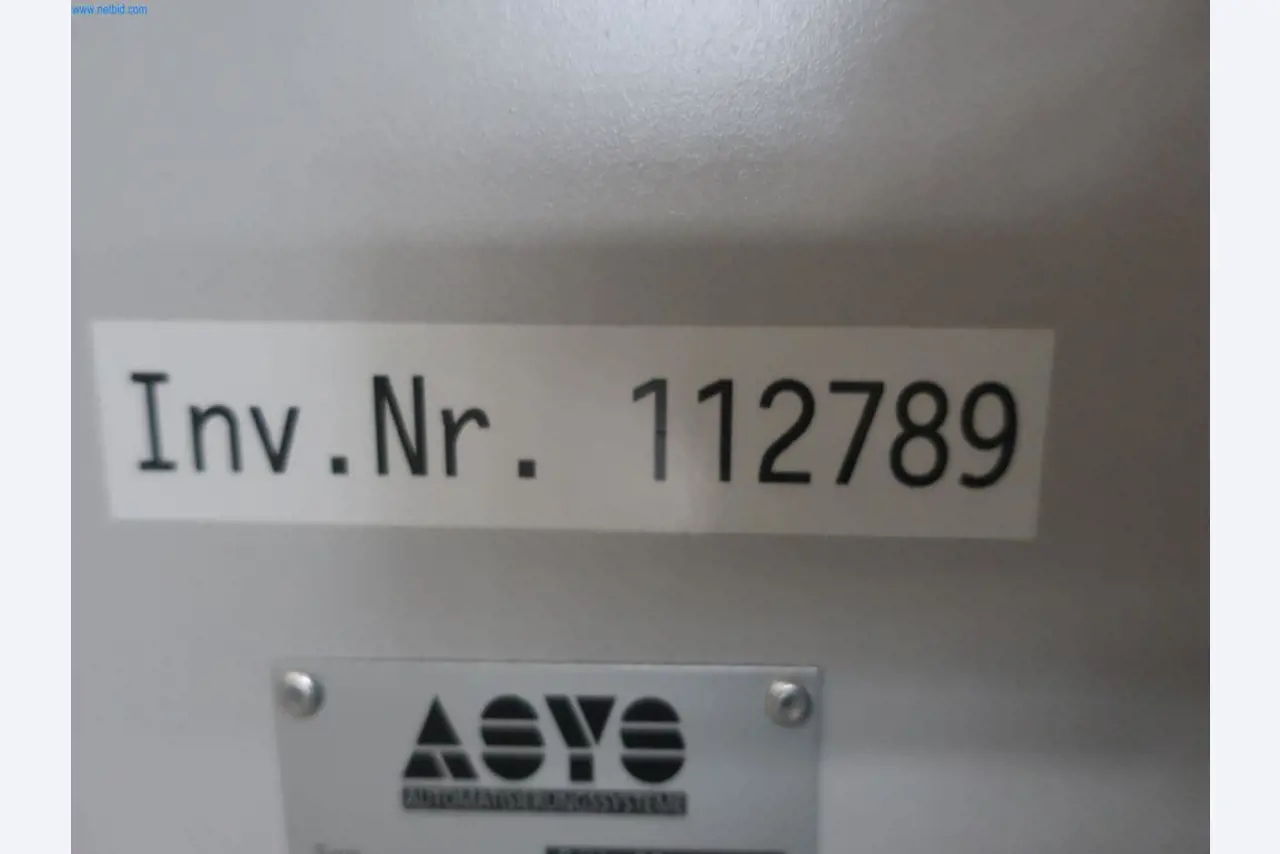 www.netbid.com
Inv.Nr. 112789
ASYS
AUTOMATISIERUNGSSYSTEME